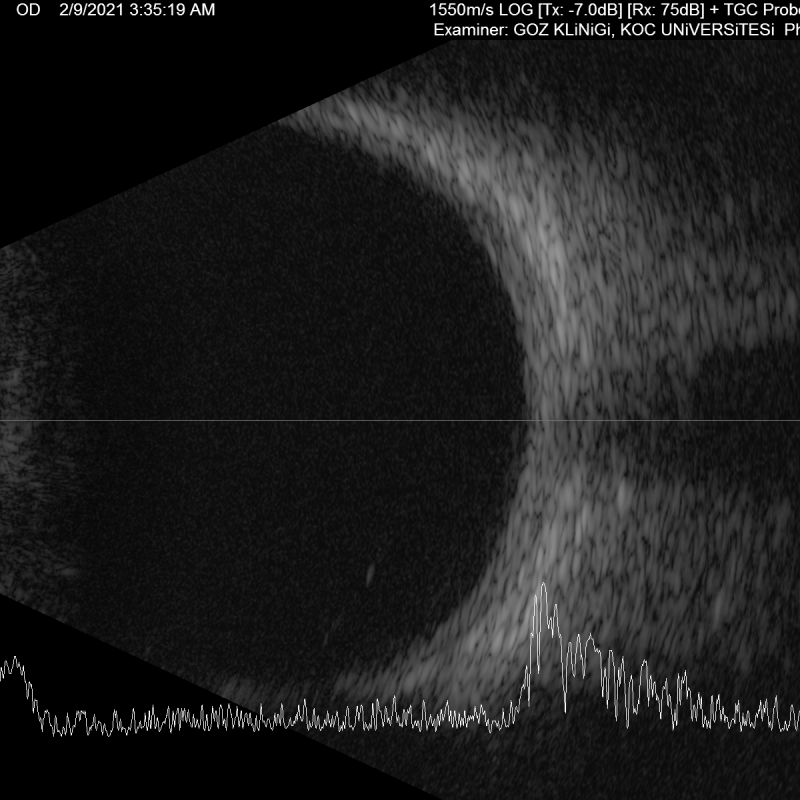 OD 2/9/2021 3:35:19 AM 1550m/s LOG [Tx: -7.0dB] [Rx: 75dB] + TGC Probe
Examiner: GOZ KLiNiGi, KOC UNiVERSiTESi